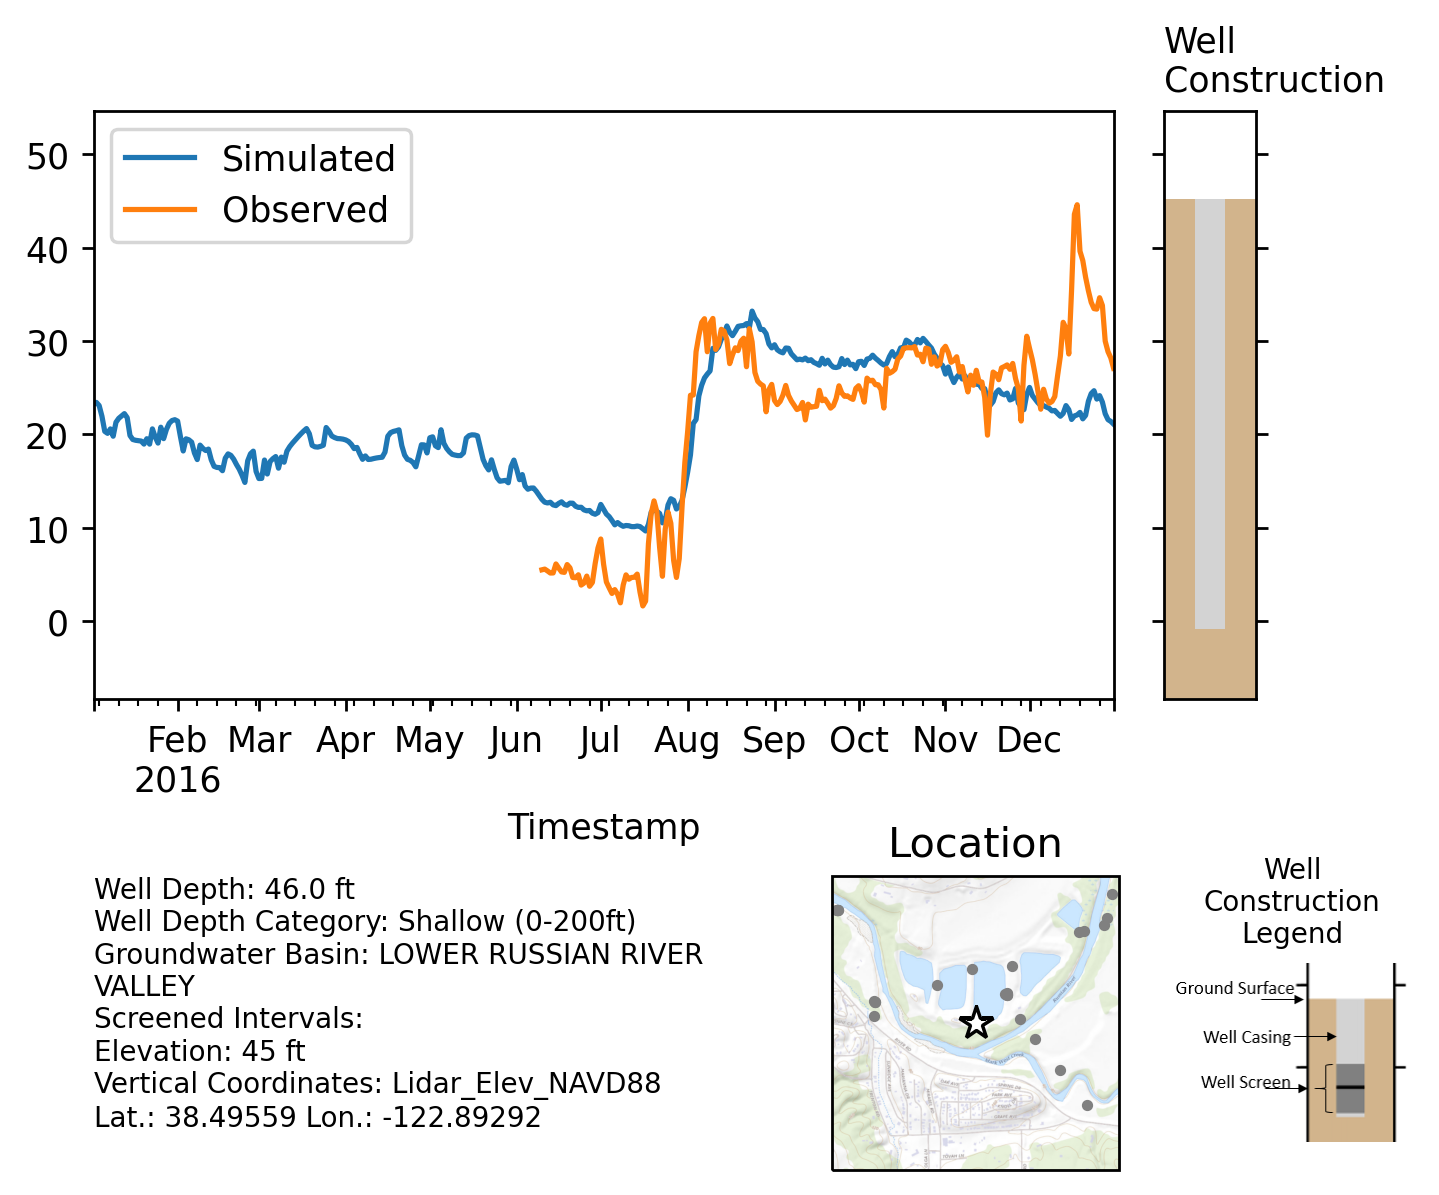 Well
Construction
Simulated
Observed
50
40
30
20
10
0
Feb Mar Apr May Jun Jul Aug Sep Oct Nov Dec
2016
Timestamp
Well Depth: 46.0 ft
Well Depth Category: Shallow (0-200ft)
Groundwater Basin: LOWER RUSSIAN RIVER
VALLEY
Screened Intervals:
Elevation: 45 ft
Vertical Coordinates: Lidar_Elev_NAVD88
Lat.: 38.49559 Lon.: -122.89292
Location
Well
Construction
Legend
Ground Surface
Well Casing
Well Screen